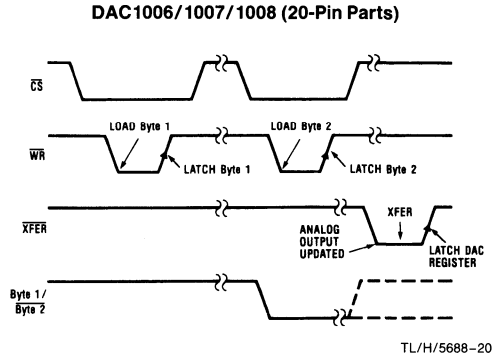 DAC1006/1007/1008 (20-Pin Parts)
CS
LOAD Byte 1
LOAD Byte 2
WR
LATCH Byte 1
LATCH Byte 2
XFER
XFER
ANALOG
OUTPUT
UPDATED
LATCH DAC
REGISTER
Byte 1/
Byte 2
TL/H/5688-20